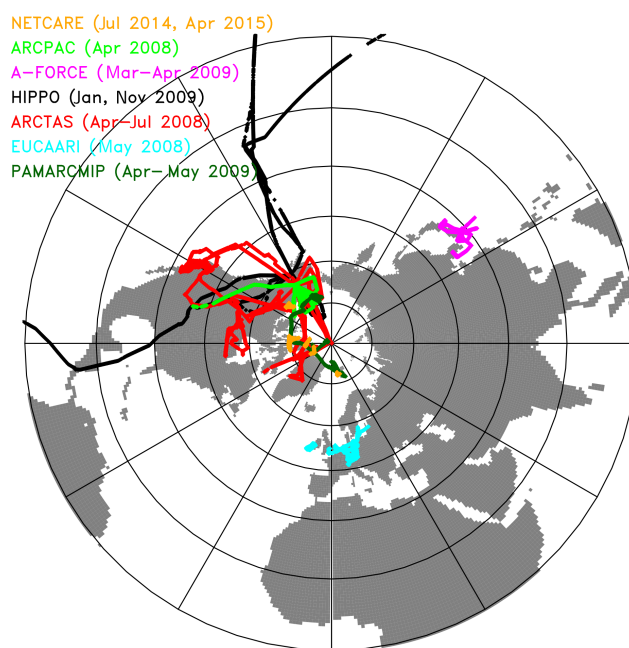 NETCARE (Jul 2014, Apr 2015)
ARCPAC (Apr 2008)
A-FORCE (Mar-Apr 2009)
HIPPO (Jan, Nov 2009)
ARCTAS (Apr-Jul 2008)
EUCAARI (May 2008)
PAMARCMIP (Apr-May 2009)